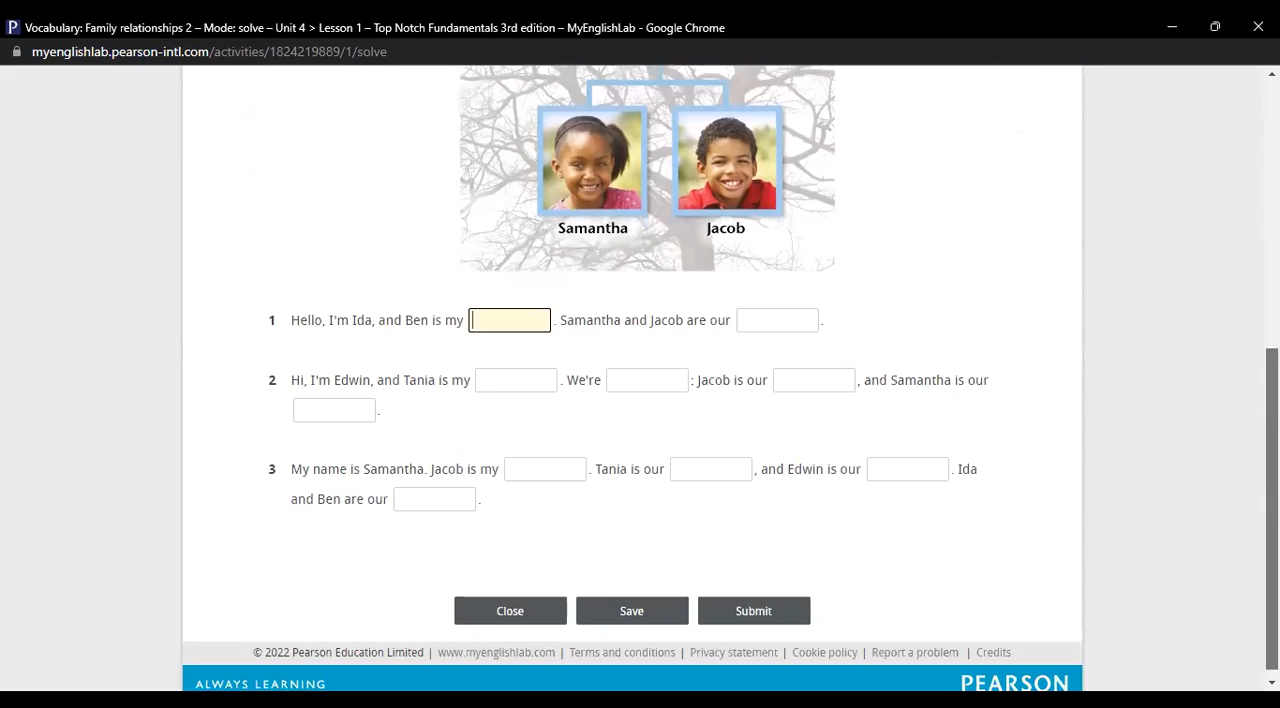 Vocabulary: Family relationships 2 – Mode: solve – Unit 4 > Lesson 1 – Top Notch Fundamentals 3rd edition – MyEnglishLab - Google Chrome
myenglishlab.pearson-intl.com/activities/1824219889/1/solve
Samantha Jacob
1 Hello, I'm Ida, and Ben is my . Samantha and Jacob are our .
2 Hi, I'm Edwin, and Tania is my . We're : Jacob is our , and Samantha is our
.
3 My name is Samantha. Jacob is my . Tania is our , and Edwin is our . Ida
and Ben are our .
Close Save Submit
© 2022 Pearson Education Limited | www.myenglishlab.com | Terms and conditions | Privacy statement | Cookie policy | Report a problem | Credits
ALWAYS LEARNING PEARSON